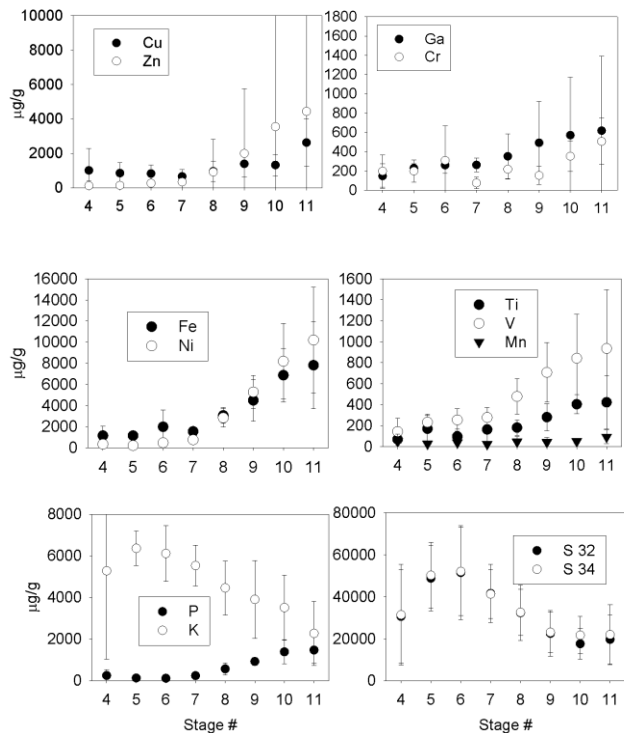 10000
8000
6000
4000
2000
0
µg/g
Cu
Zn
4 5 6 7 8 9 10 11
1800
1600
1400
1200
1000
800
600
400
200
0
Ga
Cr
4 5 6 7 8 9 10 11
16000
14000
12000
10000
8000
6000
4000
2000
0
µg/g
Fe
Ni
4 5 6 7 8 9 10 11
1600
1400
1200
1000
800
600
400
200
0
Ti
V
Mn
4 5 6 7 8 9 10 11
8000
6000
4000
2000
0
µg/g
P
K
4 5 6 7 8 9 10 11
Stage #
80000
60000
40000
20000
0
S 32
S 34
4 5 6 7 8 9 10 11
Stage #